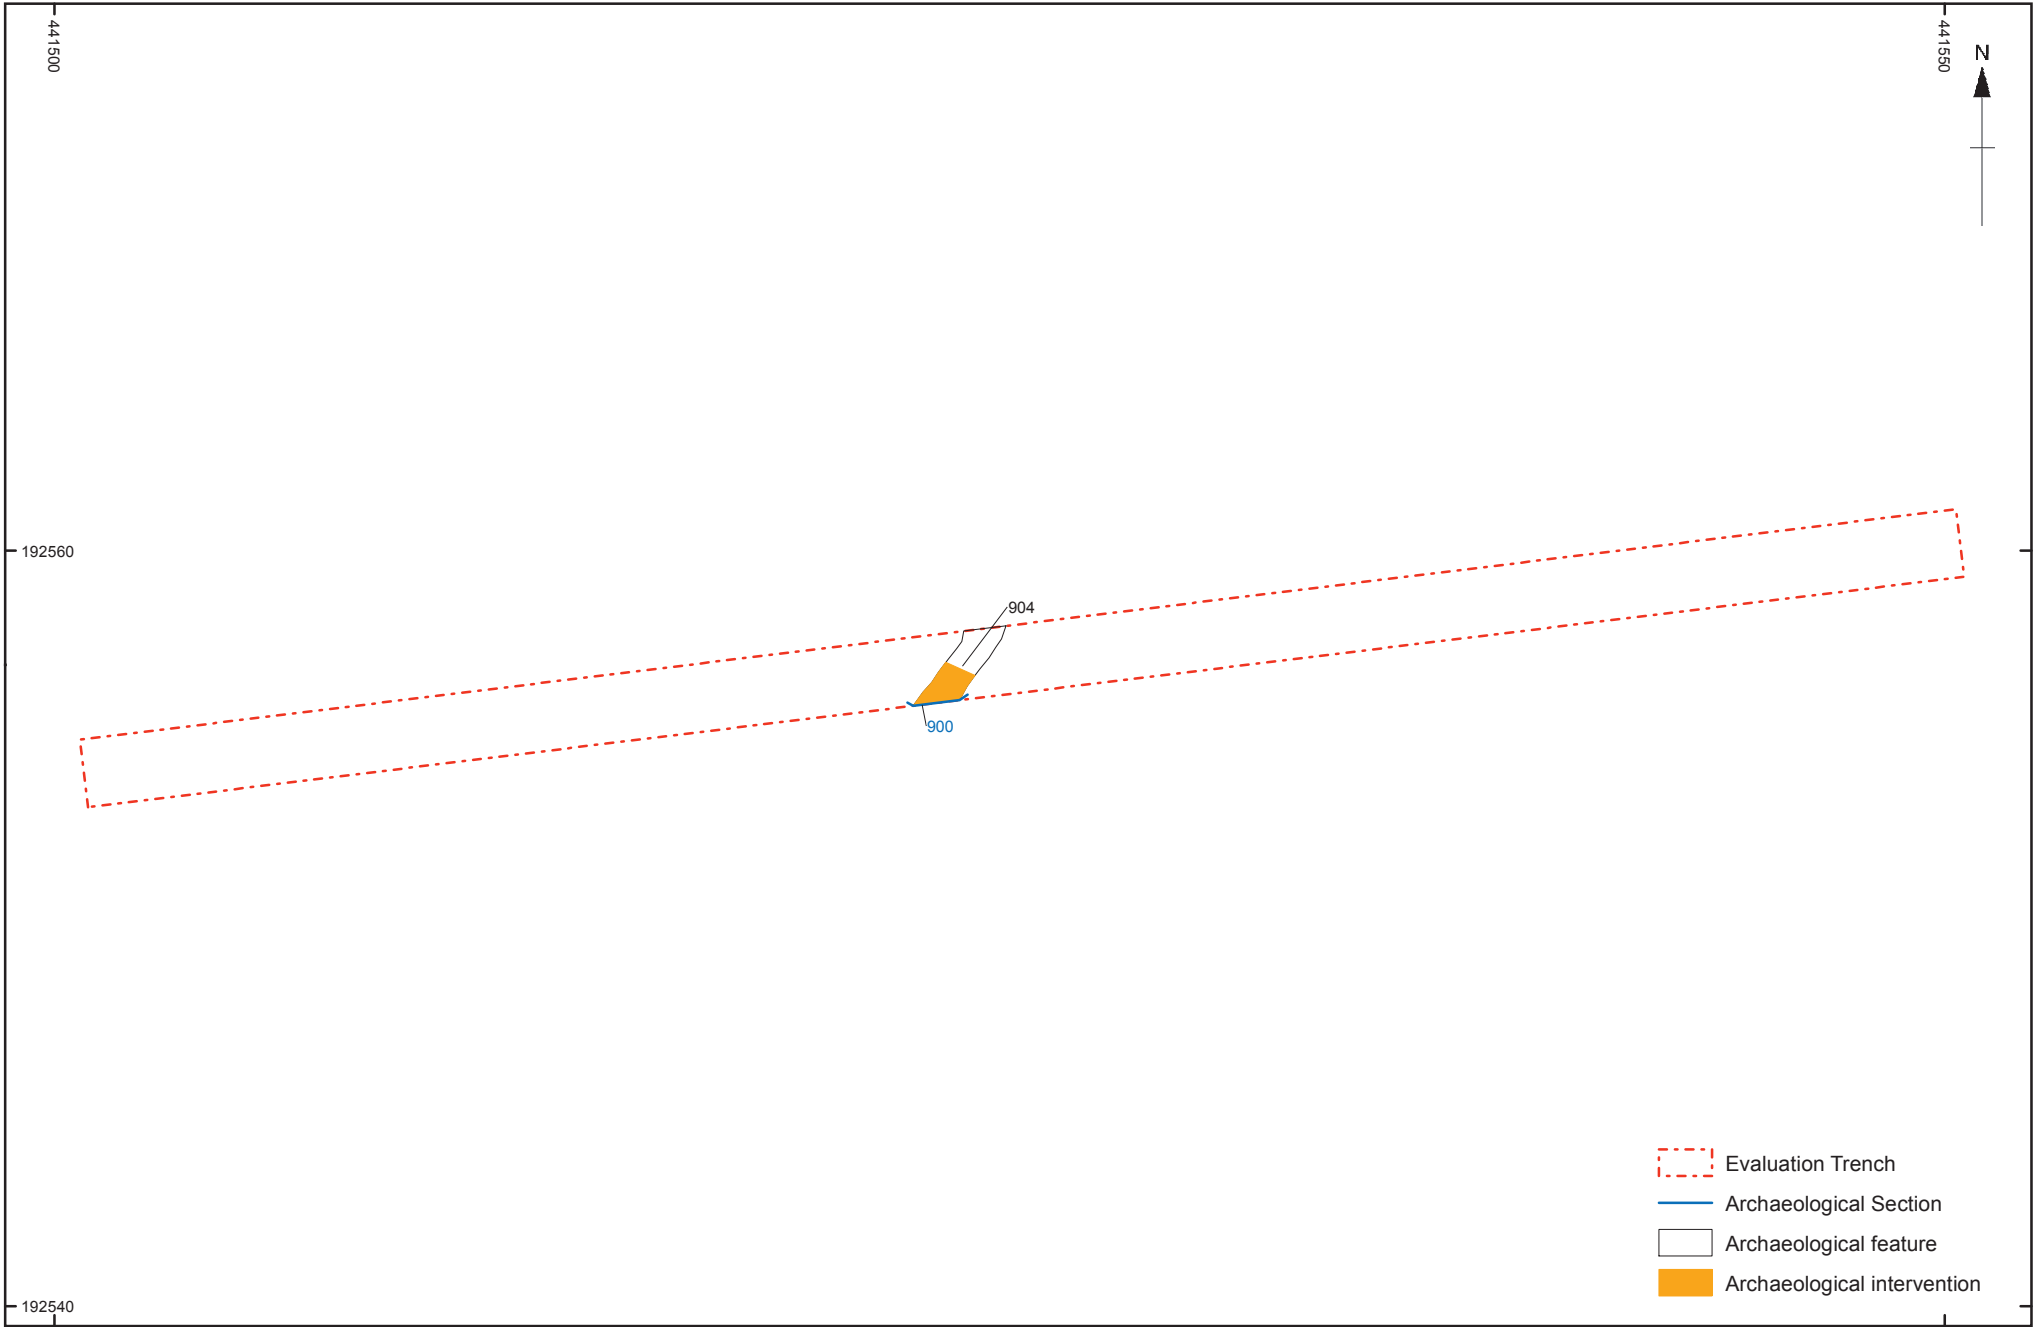 441500
441550
N
192560
904
900
Evaluation Trench
Archaeological Section
Archaeological feature
Archaeological intervention
192540